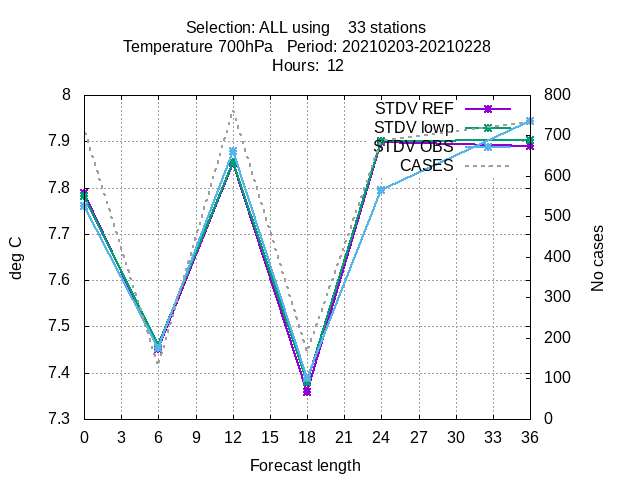 Selection: ALL using 33 stations
Temperature 700hPa Period: 20210203-20210228
Hours: 12
8
7.9
7.8
7.7
7.6
7.5
7.4
7.3
deg C
STDV REF
STDV lowp
STDV OBS
CASES
800
700
600
500
400
300
200
100
0
No cases
0 3 6 9 12 15 18 21 24 27 30 33 36
Forecast length